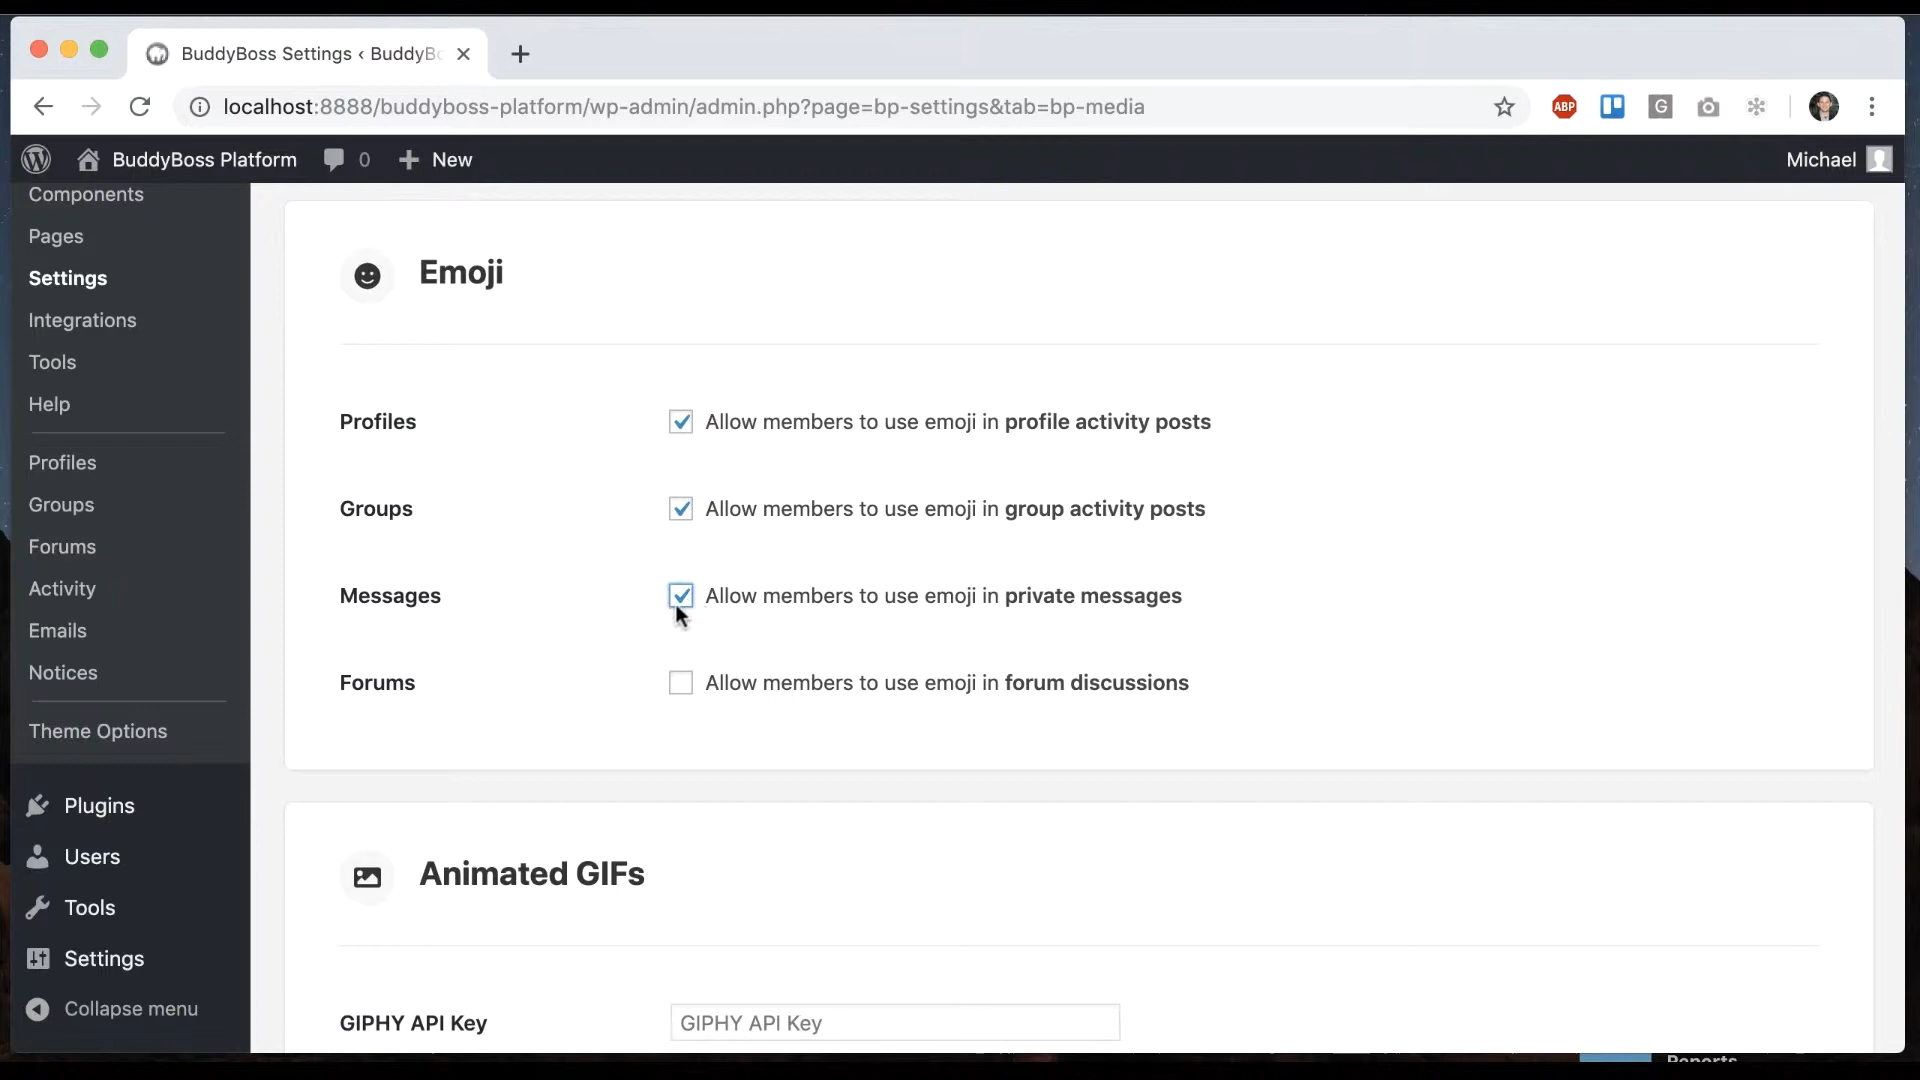 BuddyBoss Settings ‹ BuddyBo
localhost:8888/buddyboss-platform/wp-admin/admin.php?page=bp-settings&tab=bp-media
ABP
G
BuddyBoss Platform 0 New
Michael
Components
Pages
Settings
Integrations
Tools
Help
Profiles
Groups
Forums
Activity
Emails
Notices
Theme Options
Plugins
Users
Tools
Settings
Collapse menu
Emoji
Profiles Allow members to use emoji in profile activity posts
Groups Allow members to use emoji in group activity posts
Messages Allow members to use emoji in private messages
Forums Allow members to use emoji in forum discussions
Animated GIFs
GIPHY API Key GIPHY API Key
Reports